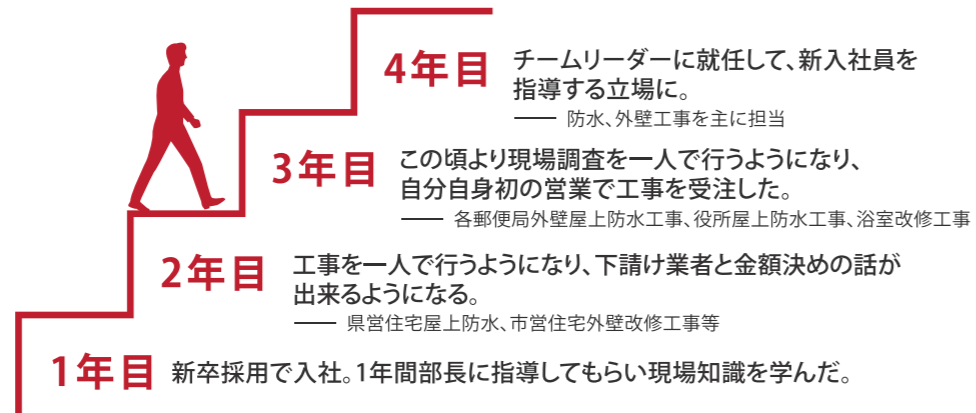 4年目
チームリーダーに就任して、新入社員を
指導する立場に。
── 防水、外壁工事を主に担当
3年目
この頃より現場調査を一人で行うようになり、
自分自身初の営業で工事を受注した。
── 各郵便局外壁屋上防水工事、役所屋上防水工事、浴室改修工事
2年目
工事を一人で行うようになり、下請け業者と金額決めの話が
出来るようになる。
── 県営住宅屋上防水、市営住宅外壁改修工事等
1年目
新卒採用で入社。1年間部長に指導してもらい現場知識を学んだ。